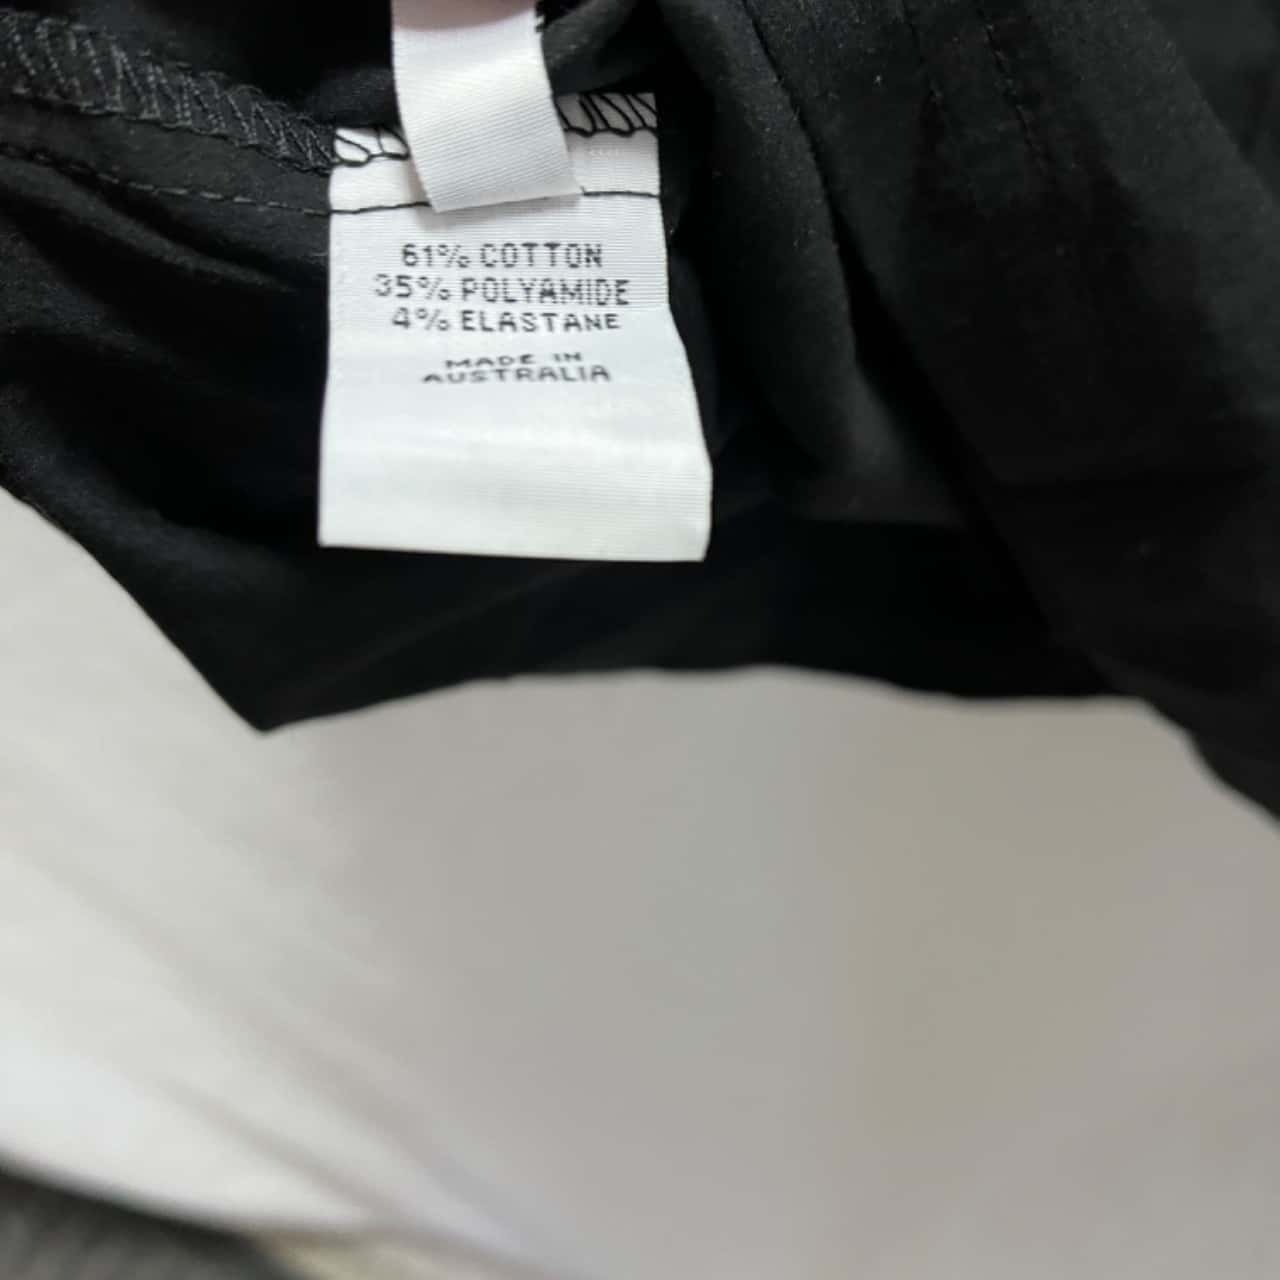 61% COTTON
35% POLYAMIDE
4% ELASTANE
MADE IN
AUSTRALIA